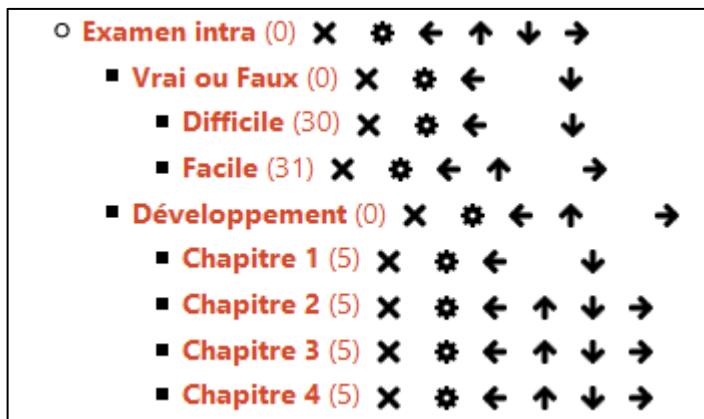 Examen intra (0)
Vrai ou Faux (0)
Difficile (30)
Facile (31)
Développement (0)
Chapitre 1 (5)
Chapitre 2 (5)
Chapitre 3 (5)
Chapitre 4 (5)